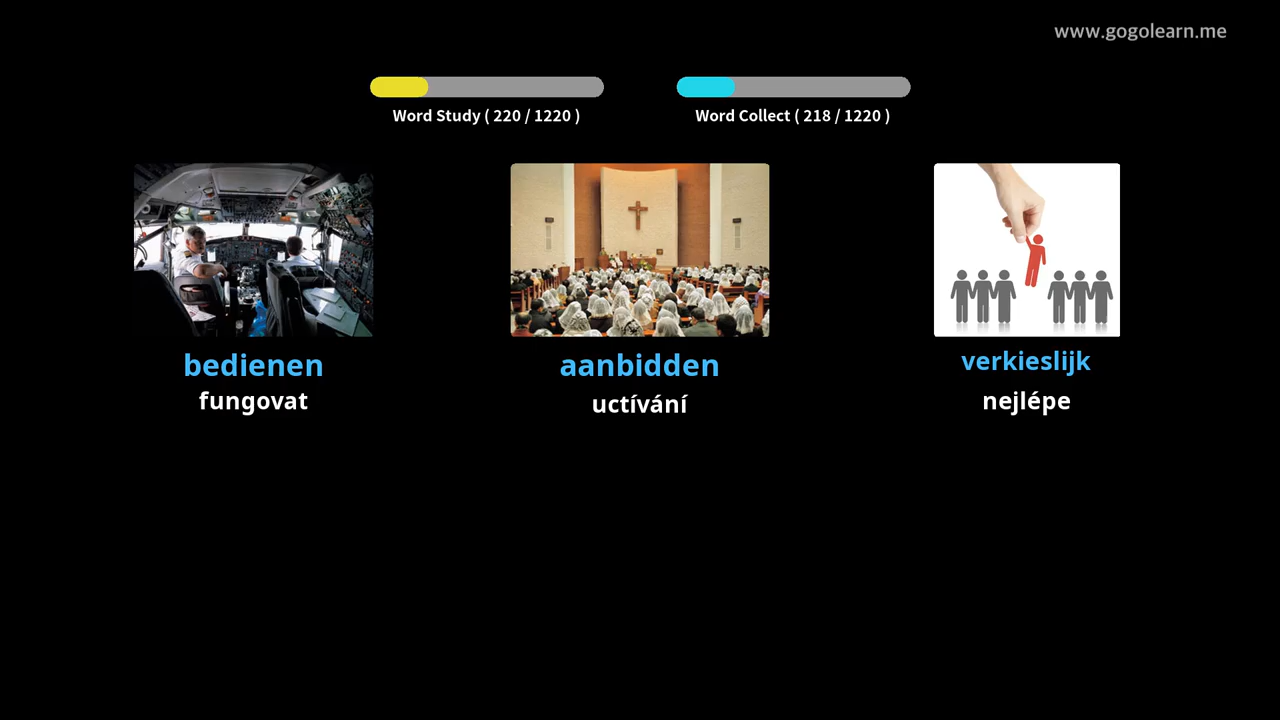 www.gogolearn.me
Word Study ( 220 / 1220 )
Word Collect ( 218 / 1220 )
bedienen
fungovat
aanbidden
uctívání
verkieslijk
nejlépe